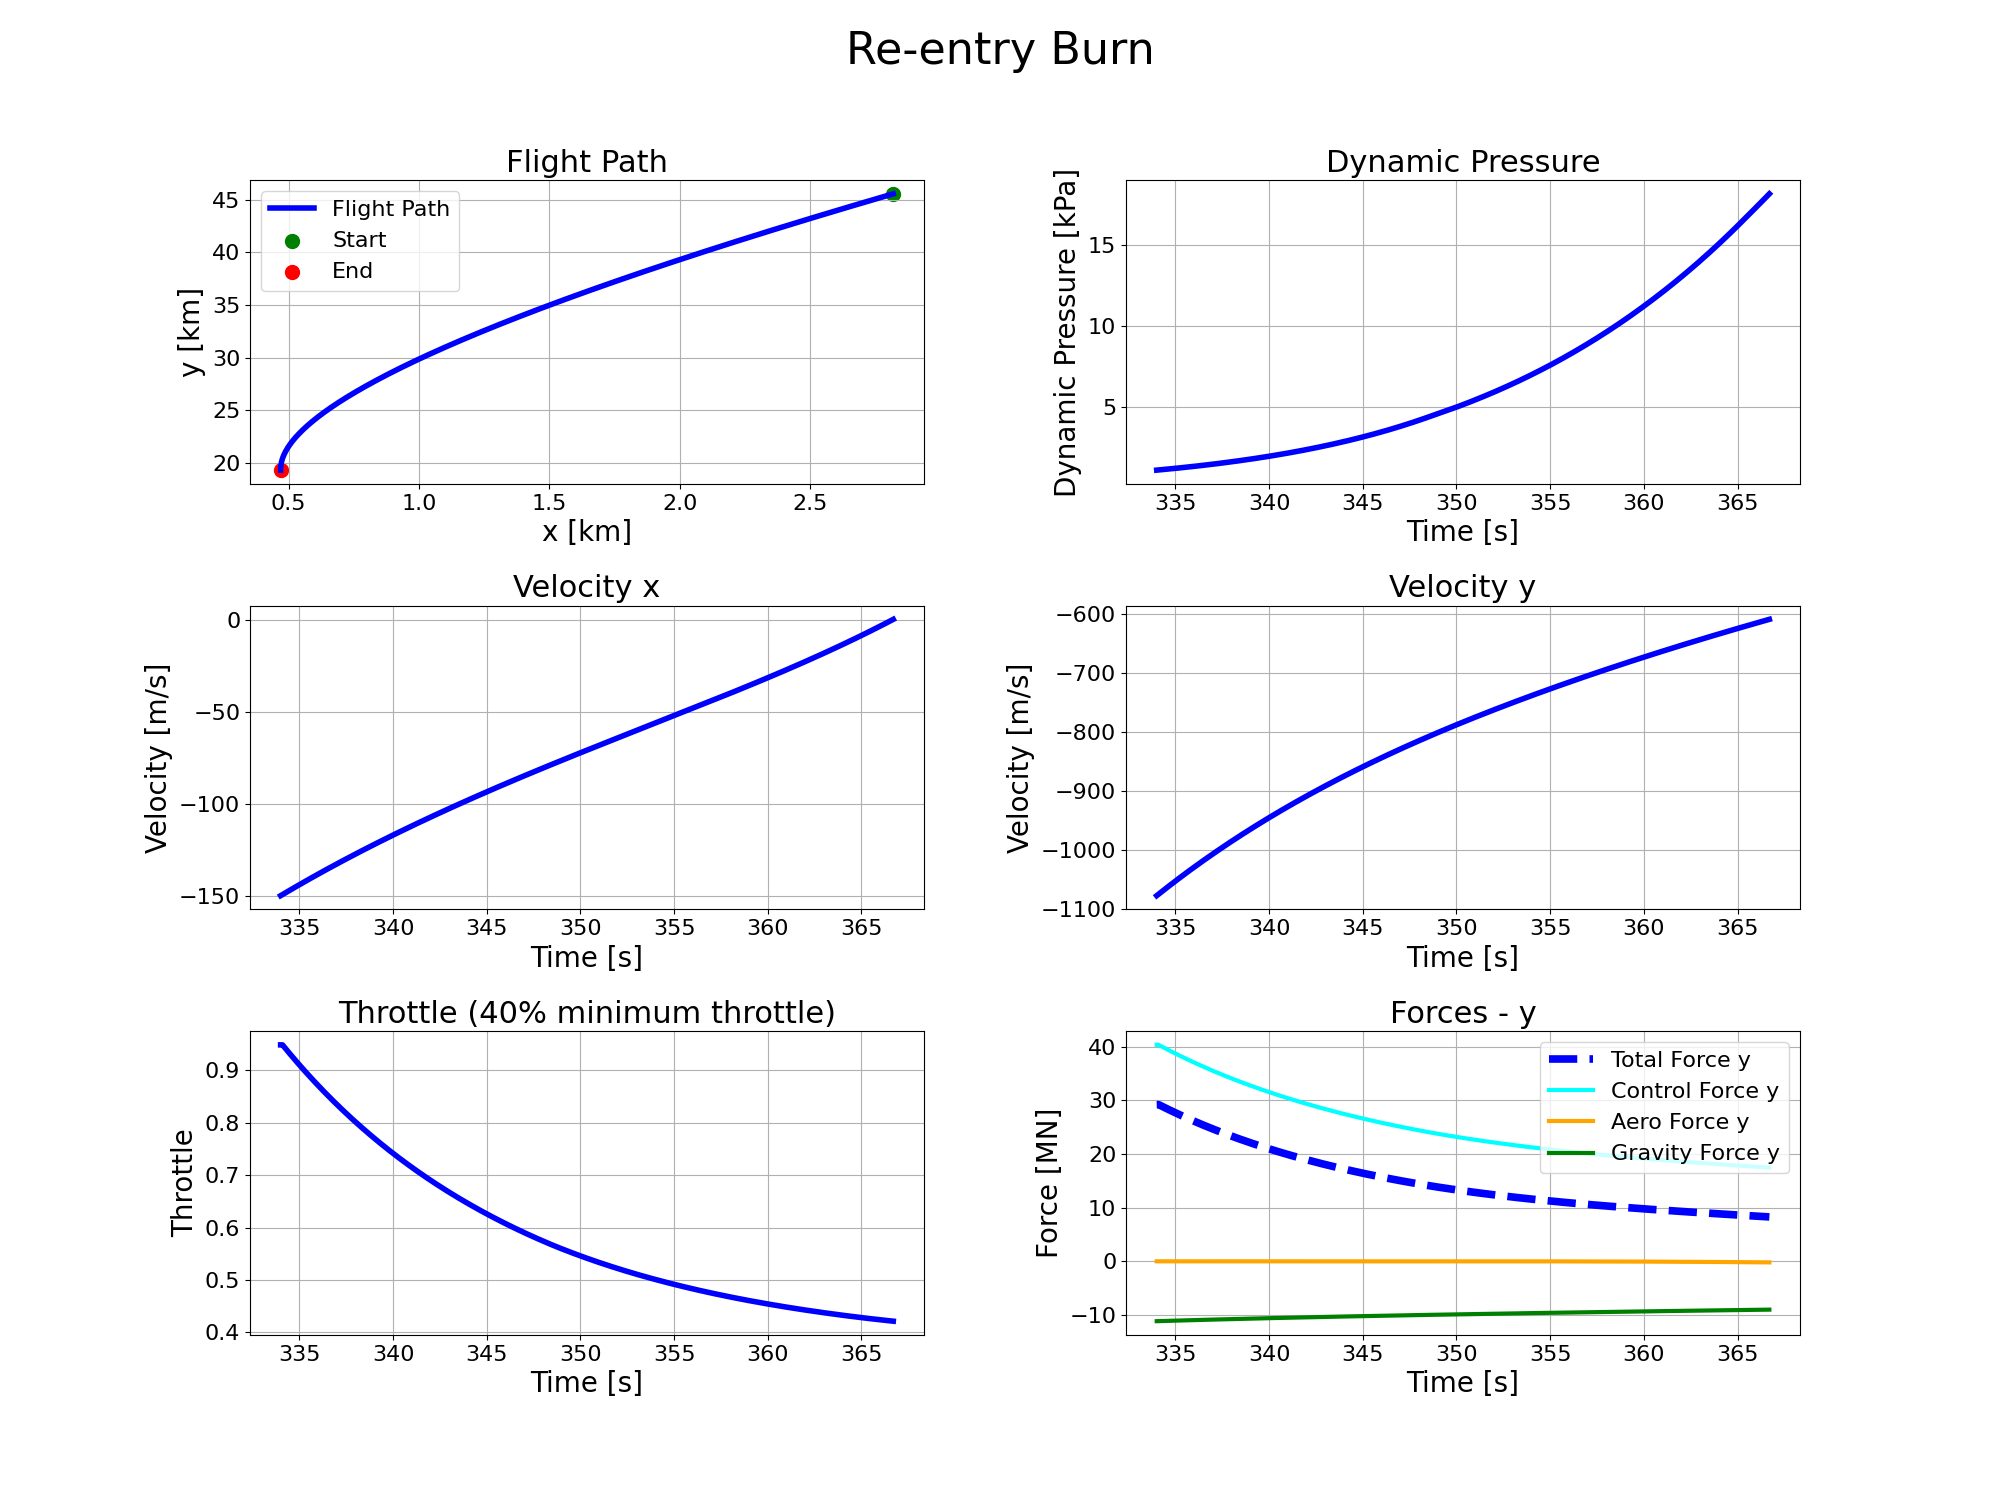 Re-entry Burn
Flight Path
y [km]
45
40
35
30
25
20
Flight Path
Start
End
0.5 1.0 1.5 2.0 2.5
x [km]
Dynamic Pressure
Dynamic Pressure [kPa]
15
10
5
335 340 345 350 355 360 365
Time [s]
Velocity x
Velocity [m/s]
0
−50
−100
−150
335 340 345 350 355 360 365
Time [s]
Velocity y
Velocity [m/s]
−600
−700
−800
−900
−1000
−1100
335 340 345 350 355 360 365
Time [s]
Throttle (40% minimum throttle)
Throttle
0.9
0.8
0.7
0.6
0.5
0.4
335 340 345 350 355 360 365
Time [s]
Forces - y
Force [MN]
40
30
20
10
0
−10
Total Force y
Control Force y
Aero Force y
Gravity Force y
335 340 345 350 355 360 365
Time [s]